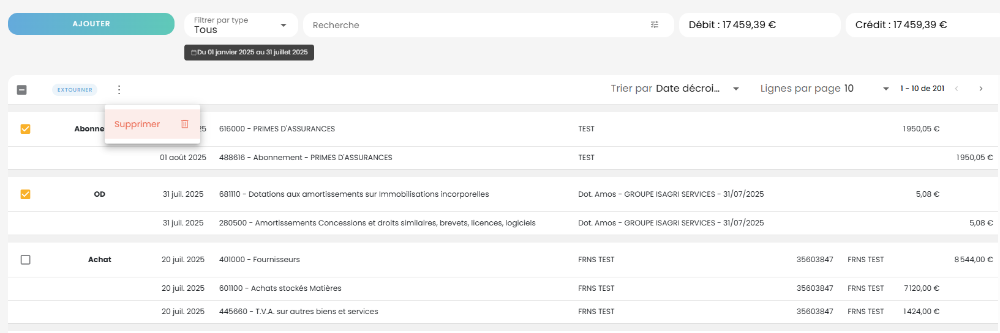 AJOUTER
Filtrer par type
Tous
Recherche
Débit : 17 459,39 €
Crédit : 17 459,39 €
Du 01 janvier 2025 au 31 juillet 2025
EXTOURNER
Trier par Date décroi...
Lignes par page 10
1 - 10 de 201
Supprimer
Abonne 25 616000 - PRIMES D'ASSURANCES TEST 1 950,05 €
01 août 2025 488616 - Abonnement - PRIMES D'ASSURANCES TEST 1 950,05 €
OD 31 juil. 2025 681110 - Dotations aux amortissements sur Immobilisations incorporelles Dot. Amos - GROUPE ISAGRI SERVICES - 31/07/2025 5,08 €
31 juil. 2025 280500 - Amortissements Concessions et droits similaires, brevets, licences, logiciels Dot. Amos - GROUPE ISAGRI SERVICES - 31/07/2025 5,08 €
Achat 20 juil. 2025 401000 - Fournisseurs FRNS TEST 35603847 FRNS TEST 8 544,00 €
20 juil. 2025 601100 - Achats stockés Matières FRNS TEST 35603847 FRNS TEST 7 120,00 €
20 juil. 2025 445660 - T.V.A. sur autres biens et services FRNS TEST 35603847 FRNS TEST 1 424,00 €